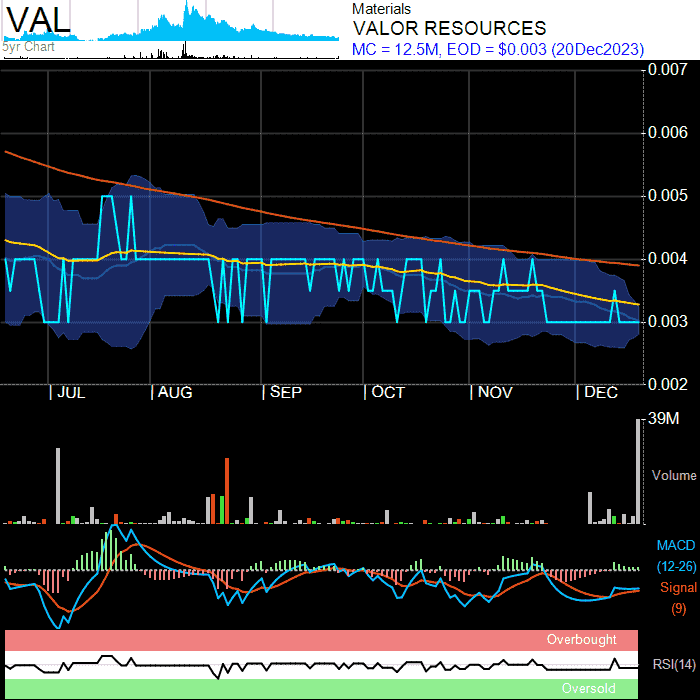 VAL
5yr Chart
Materials
VALOR RESOURCES
MC = 12.5M, EOD = $0.003 (20Dec2023)
0.007
0.006
0.005
0.004
0.003
0.002
| JUL | AUG | SEP | OCT | NOV | DEC
39M
Volume
MACD
(12-26)
Signal
(9)
Overbought
RSI(14)
Oversold